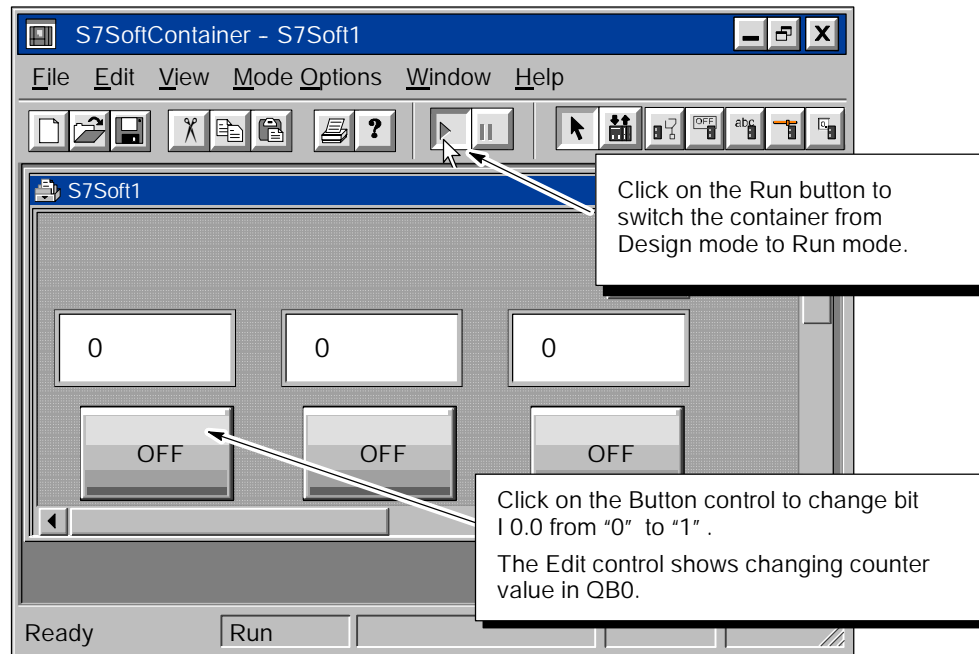 S7SoftContainer – S7Soft1
File Edit View Mode Options Window Help
? OFF abc a
S7Soft1
Click on the Run button to
switch the container from
Design mode to Run mode.
0 0 0
OFF OFF OFF
Click on the Button control to change bit
I 0.0 from “0” to “1” .
The Edit control shows changing counter
value in QB0.
Ready Run